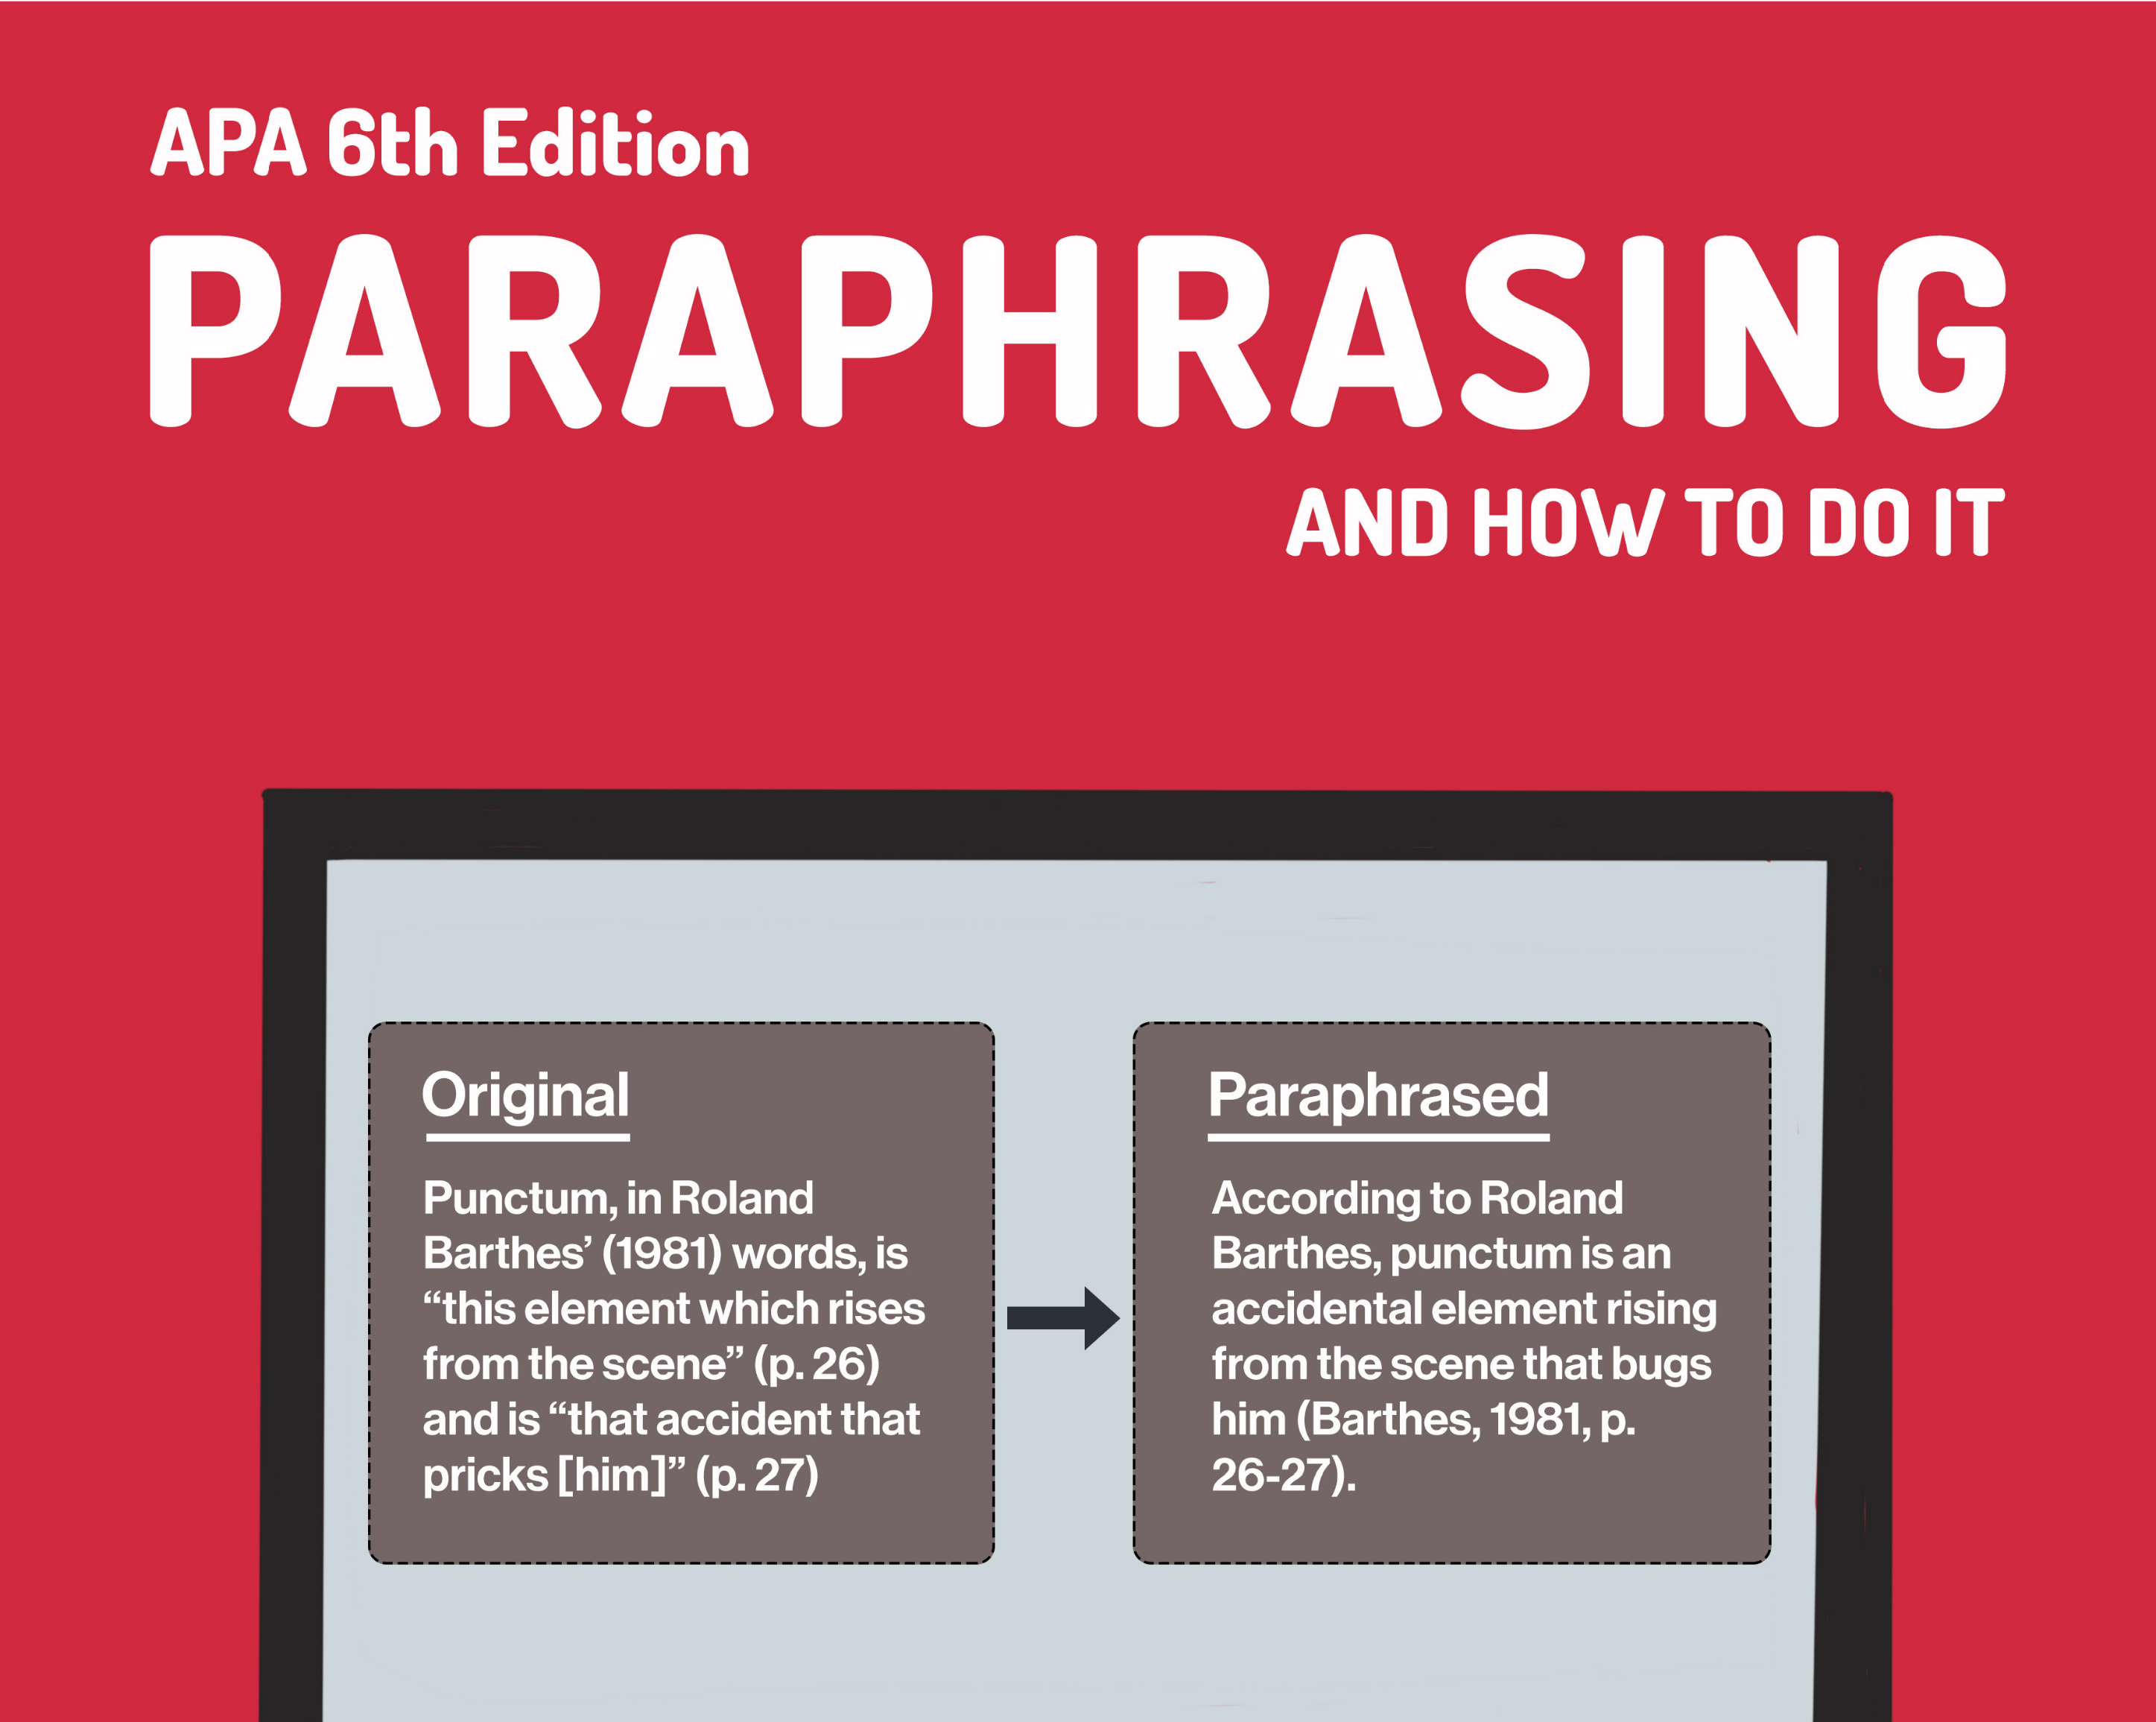 APA 6th Edition
PARAPHRASING
AND HOW TO DO IT
Original
Punctum, in Roland
Barthes’ (1981) words, is
“this element which rises
from the scene” (p. 26)
and is “that accident that
pricks [him]” (p. 27)
Paraphrased
According to Roland
Barthes, punctum is an
accidental element rising
from the scene that bugs
him (Barthes, 1981, p.
26-27).